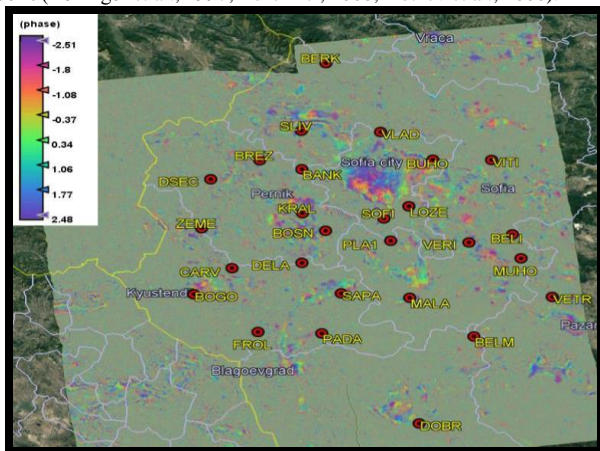 (phase)
-2.51
-1.8
-1.08
-0.37
0.34
1.06
1.77
2.48
Vraca
BERK
SLIV
VLAD
BREZ
BANK
Sofia city
BUHO
VITI
DSEC
Pernik
Sofia
KRAL
SOFI
LOZE
ZEME
BOSN
PLA1
VERI
BELI
CARV
DELA
MUHO
Kyustend
BOGO
SAPA
MALA
VETR
Pazar
FROL
PADA
BELM
Blagoevgrad
DOBR